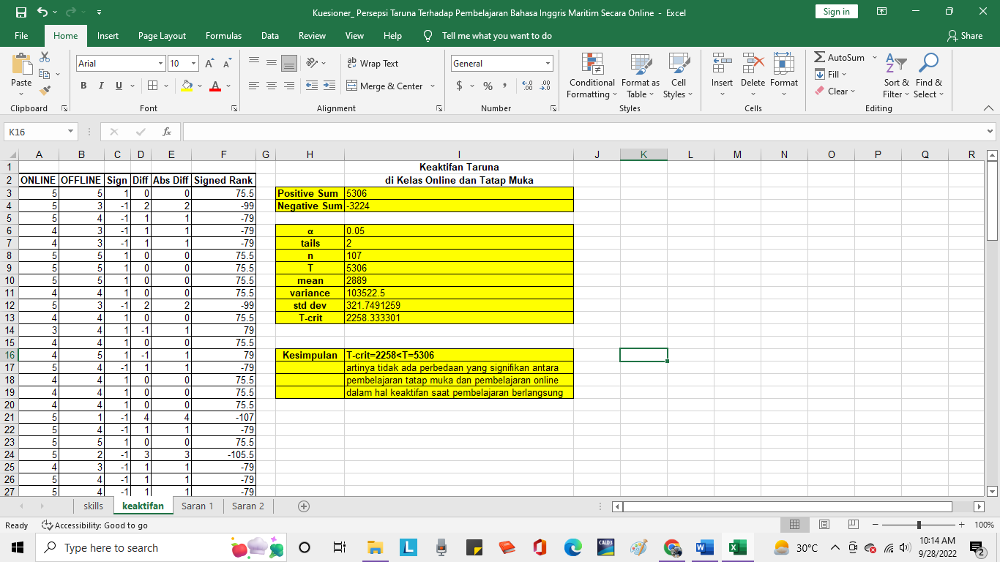 Kuesioner_ Persepsi Taruna Terhadap Pembelajaran Bahasa Inggris Maritim Secara Online - Excel
Sign in
File Home Insert Page Layout Formulas Data Review View Help Tell me what you want to do Share
Paste
Clipboard
Arial 10
B I U
Font
Wrap Text
Merge & Center
Alignment
General
$ % ,
Number
Conditional Formatting
Format as Table
Cell Styles
Styles
Insert Delete Format
Cells
AutoSum
Fill
Clear
Sort & Filter
Find & Select
Editing
K16 fx
A B C D E F G H I J K L M N O P Q R
1 Keaktifan Taruna
2 ONLINE OFFLINE Sign Diff Abs Diff Signed Rank di Kelas Online dan Tatap Muka
3 5 5 1 0 0 75.5 Positive Sum 5306
4 5 3 -1 2 2 -99 Negative Sum -3224
5 5 4 -1 1 1 -79
6 4 3 -1 1 1 -79 α 0.05
7 4 3 -1 1 1 -79 tails 2
8 5 5 1 0 0 75.5 n 107
9 5 5 1 0 0 75.5 T 5306
10 5 5 1 0 0 75.5 mean 2889
11 4 4 1 0 0 75.5 variance 103522.5
12 5 3 -1 2 2 -99 std dev 321.7491259
13 4 4 1 0 0 75.5 T-crit 2258.333301
14 3 4 1 -1 1 79
15 4 4 1 0 0 75.5
16 4 5 1 -1 1 79 Kesimpulan T-crit=2258<T=5306
17 5 4 -1 1 1 -79 artinya tidak ada perbedaan yang signifikan antara
18 4 4 1 0 0 75.5 pembelajaran tatap muka dan pembelajaran online
19 4 4 1 0 0 75.5 dalam hal keaktifan saat pembelajaran berlangsung
20 4 4 1 0 0 75.5
21 5 1 -1 4 4 -107
22 5 4 -1 1 1 -79
23 5 5 1 0 0 75.5
24 5 2 -1 3 3 -105.5
25 4 3 -1 1 1 -79
26 5 4 -1 1 1 -79
27 5 4 -1 1 1 -79
skills keaktifan Saran 1 Saran 2
Ready Accessibility: Good to go 100%
Type here to search
30°C
10:14 AM
9/28/2022
2